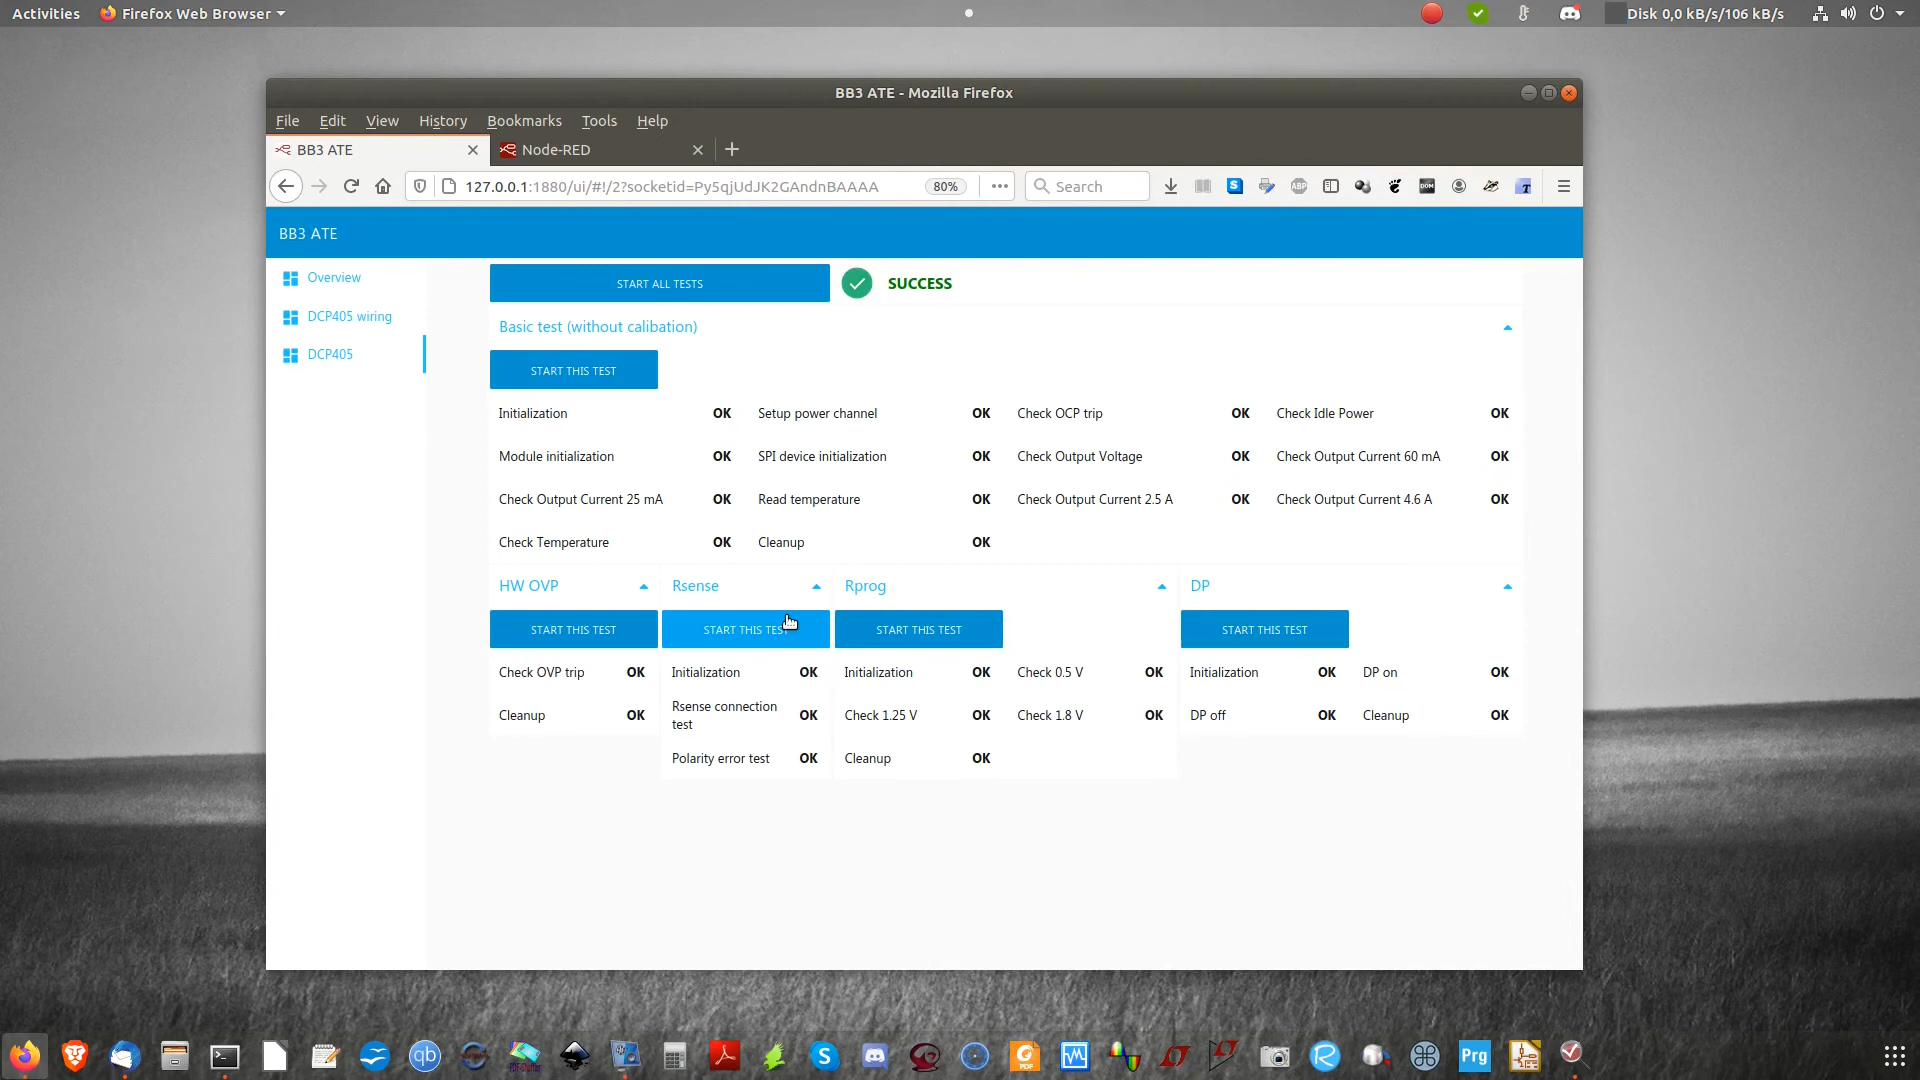 Activities
Firefox Web Browser
Disk 0,0 kB/s/106 kB/s
BB3 ATE - Mozilla Firefox
File Edit View History Bookmarks Tools Help
BB3 ATE
Node-RED
127.0.0.1:1880/ui/#!/2?socketid=Py5qjUdJK2GAndnBAAAA
80%
Search
BB3 ATE
Overview
DCP405 wiring
DCP405
START ALL TESTS
SUCCESS
Basic test (without calibation)
START THIS TEST
Initialization OK Setup power channel OK Check OCP trip OK Check Idle Power OK
Module initialization OK SPI device initialization OK Check Output Voltage OK Check Output Current 60 mA OK
Check Output Current 25 mA OK Read temperature OK Check Output Current 2.5 A OK Check Output Current 4.6 A OK
Check Temperature OK Cleanup OK
HW OVP
START THIS TEST
Check OVP trip OK
Cleanup OK
Rsense
START THIS TEST
Initialization OK
Rsense connection
test OK
Polarity error test OK
Rprog
START THIS TEST
Initialization OK Check 0.5 V OK
Check 1.25 V OK Check 1.8 V OK
Cleanup OK
DP
START THIS TEST
Initialization OK DP on OK
DP off OK Cleanup OK
qb
Prg